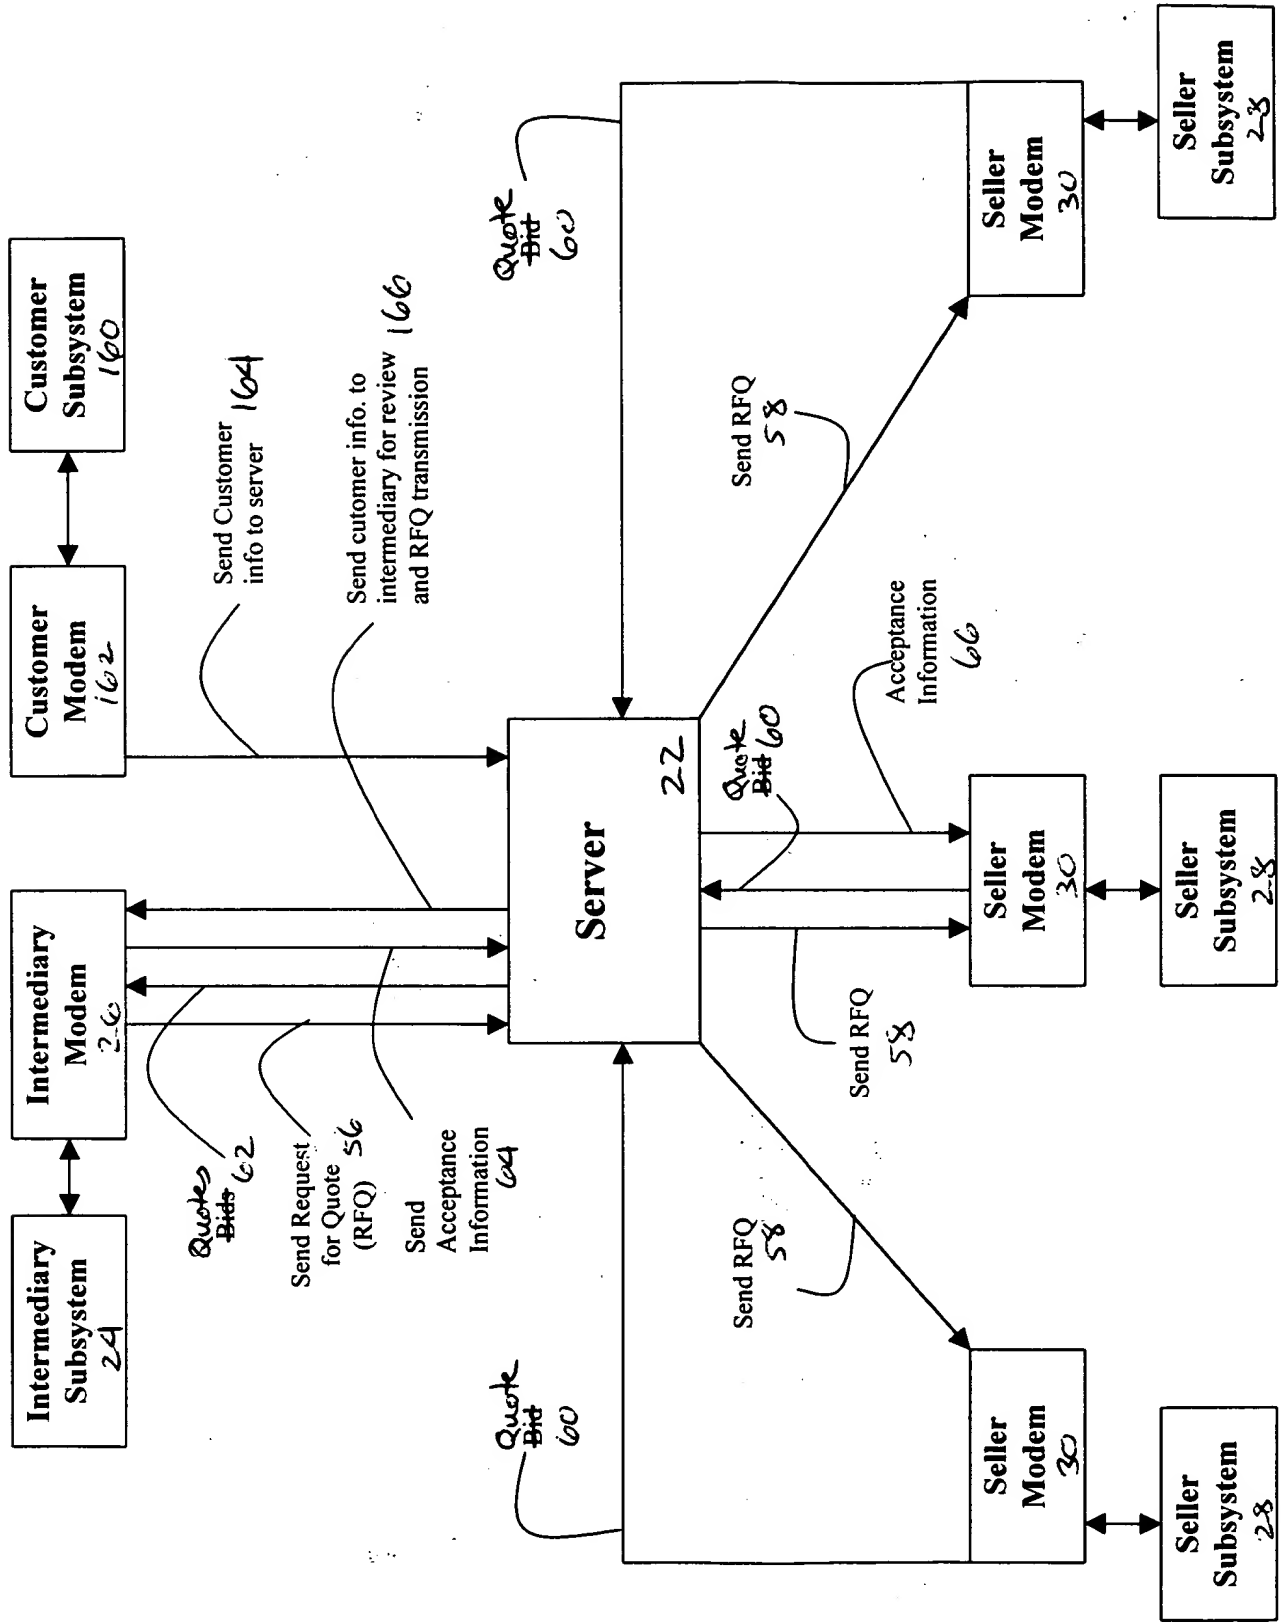 Intermediary
Subsystem
24
Intermediary
Modem
26
Customer
Modem
162
Customer
Subsystem
160
Quotes
Bids 62
Send Request
for Quote 56
(RFQ)
Send
Acceptance
Information
64
Send Customer
info to server 164
Send cutomer info. to
intermediary for review 166
and RFQ transmission
Server
22
Quote
Bid
60
Quote
Bid 60
Quote
Bid
60
Send RFQ
58
Send RFQ
58
Acceptance
Information
66
Send RFQ
58
Seller
Modem
30
Seller
Modem
30
Seller
Modem
30
Seller
Subsystem
28
Seller
Subsystem
28
Seller
Subsystem
28